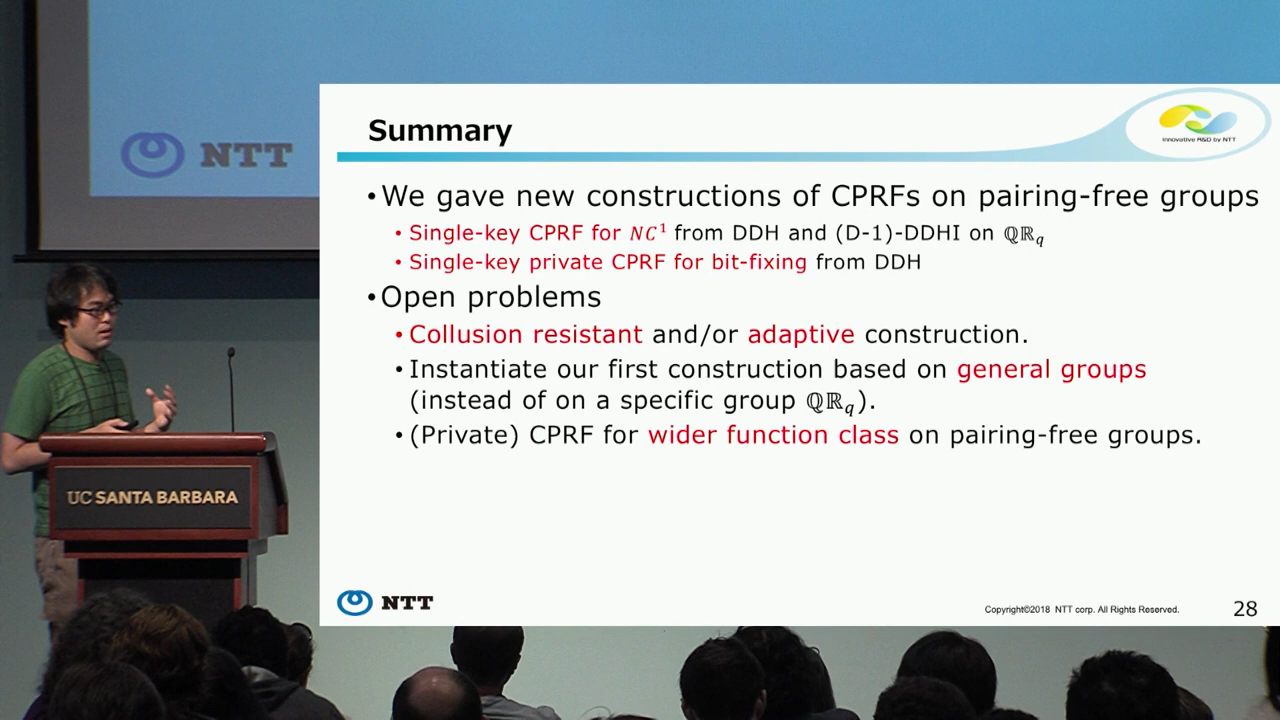 NTT
Summary
Innovative R&D by NTT
•We gave new constructions of CPRFs on pairing-free groups
•Single-key CPRF for NC¹ from DDH and (D-1)-DDHI on ℚℝ_q
•Single-key private CPRF for bit-fixing from DDH
•Open problems
•Collusion resistant and/or adaptive construction.
•Instantiate our first construction based on general groups
(instead of on a specific group ℚℝ_q).
•(Private) CPRF for wider function class on pairing-free groups.
UC SANTA BARBARA
NTT
Copyright©2018 NTT corp. All Rights Reserved.
28